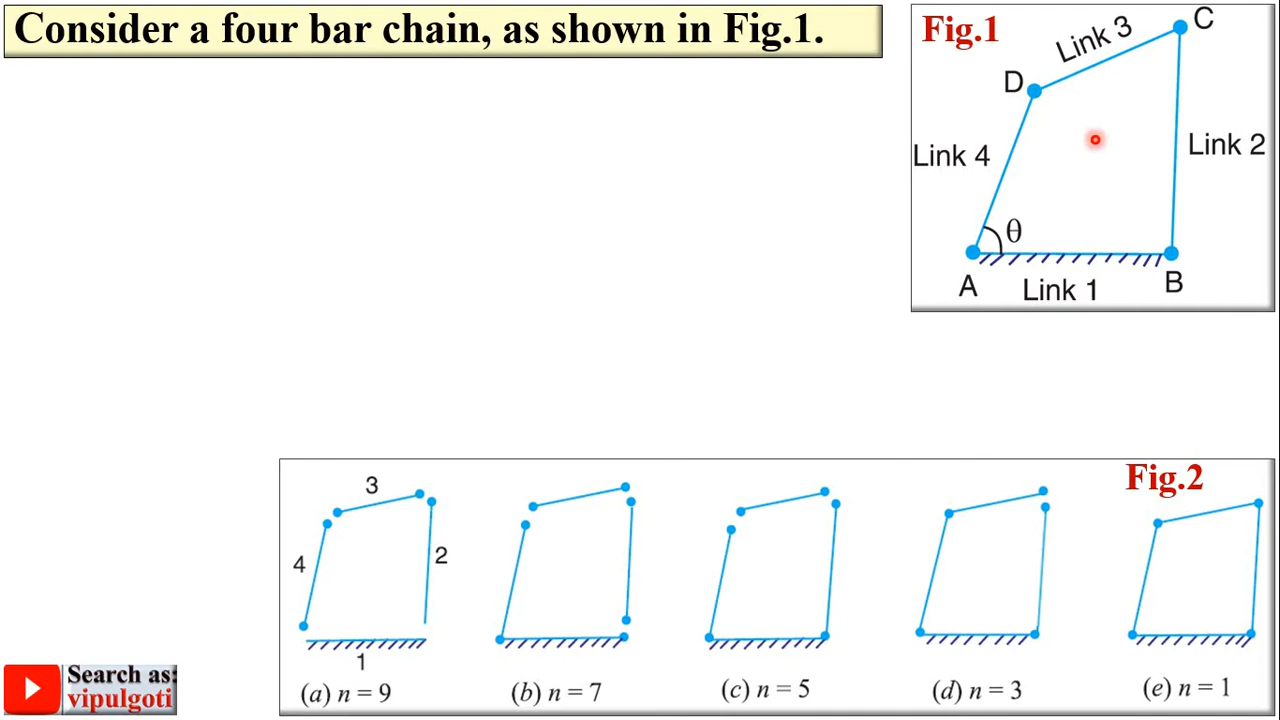 Consider a four bar chain, as shown in Fig.1.
Fig.1
C
Link 3
D
Link 4
Link 2
θ
A
Link 1
B
Fig.2
3
4
2
1
(a) n = 9
(b) n = 7
(c) n = 5
(d) n = 3
(e) n = 1
Search as:
vipulgoti